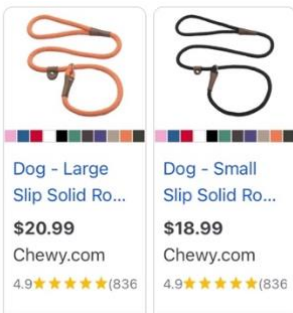 Dog - Large
Slip Solid Ro...
$20.99
Chewy.com
4.9 (836
Dog - Small
Slip Solid Ro...
$18.99
Chewy.com
4.9 (836